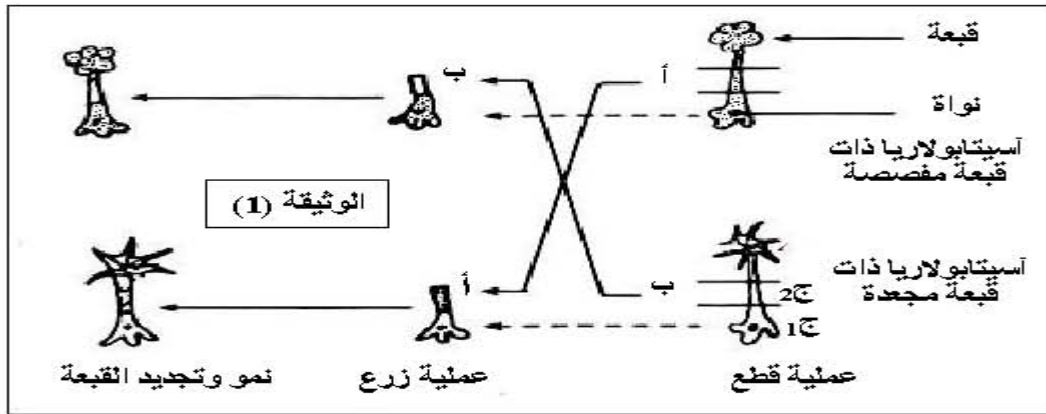 قبعة
أ
ب
نواة
آسيتابولاريا ذات
قبعة مفصصة
الوثيقة (1)
آسيتابولاريا ذات
قبعة مجعدة
ب
أ
ج2
ج1
عملية قطع
عملية زرع
نمو وتجديد القبعة